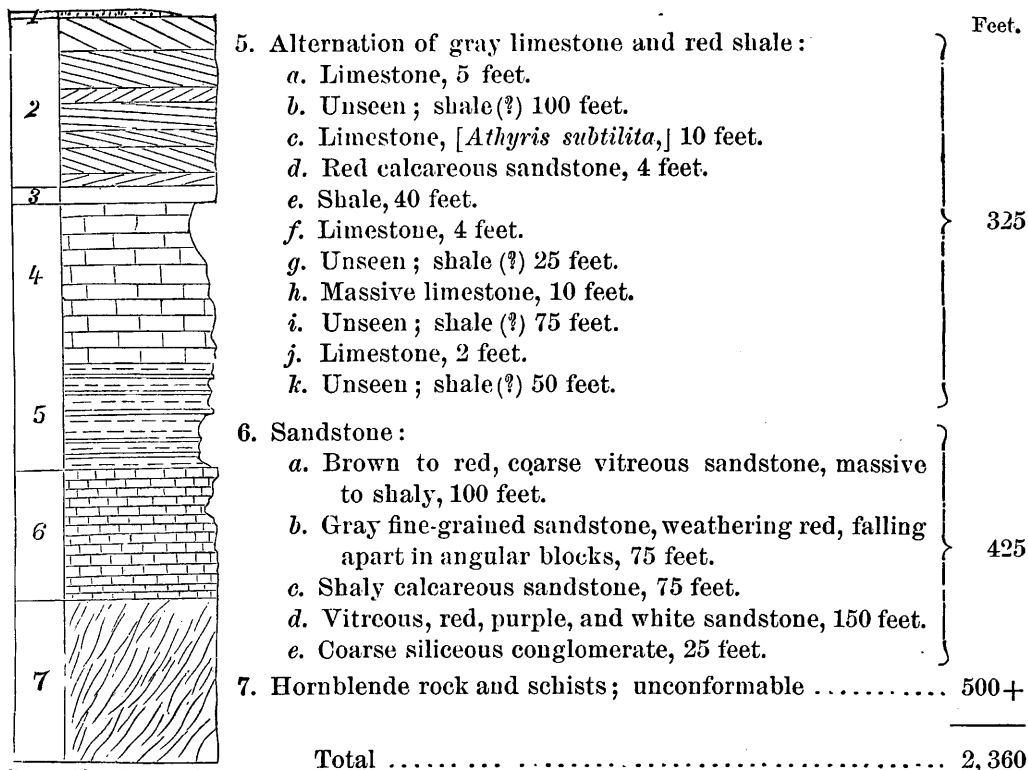 Feet.
1
2
3
4
5
6
7
5. Alternation of gray limestone and red shale:
a. Limestone, 5 feet.
b. Unseen; shale (?) 100 feet.
c. Limestone, [Athyris subtilita,] 10 feet.
d. Red calcareous sandstone, 4 feet.
e. Shale, 40 feet.
f. Limestone, 4 feet.
g. Unseen; shale (?) 25 feet.
h. Massive limestone, 10 feet.
i. Unseen; shale (?) 75 feet.
j. Limestone, 2 feet.
k. Unseen; shale (?) 50 feet.
325
6. Sandstone:
a. Brown to red, coarse vitreous sandstone, massive
to shaly, 100 feet.
b. Gray fine-grained sandstone, weathering red, falling
apart in angular blocks, 75 feet.
c. Shaly calcareous sandstone, 75 feet.
d. Vitreous, red, purple, and white sandstone, 150 feet.
e. Coarse siliceous conglomerate, 25 feet.
425
7. Hornblende rock and schists; unconformable ........... 500+
Total ........ ........................................ 2,360